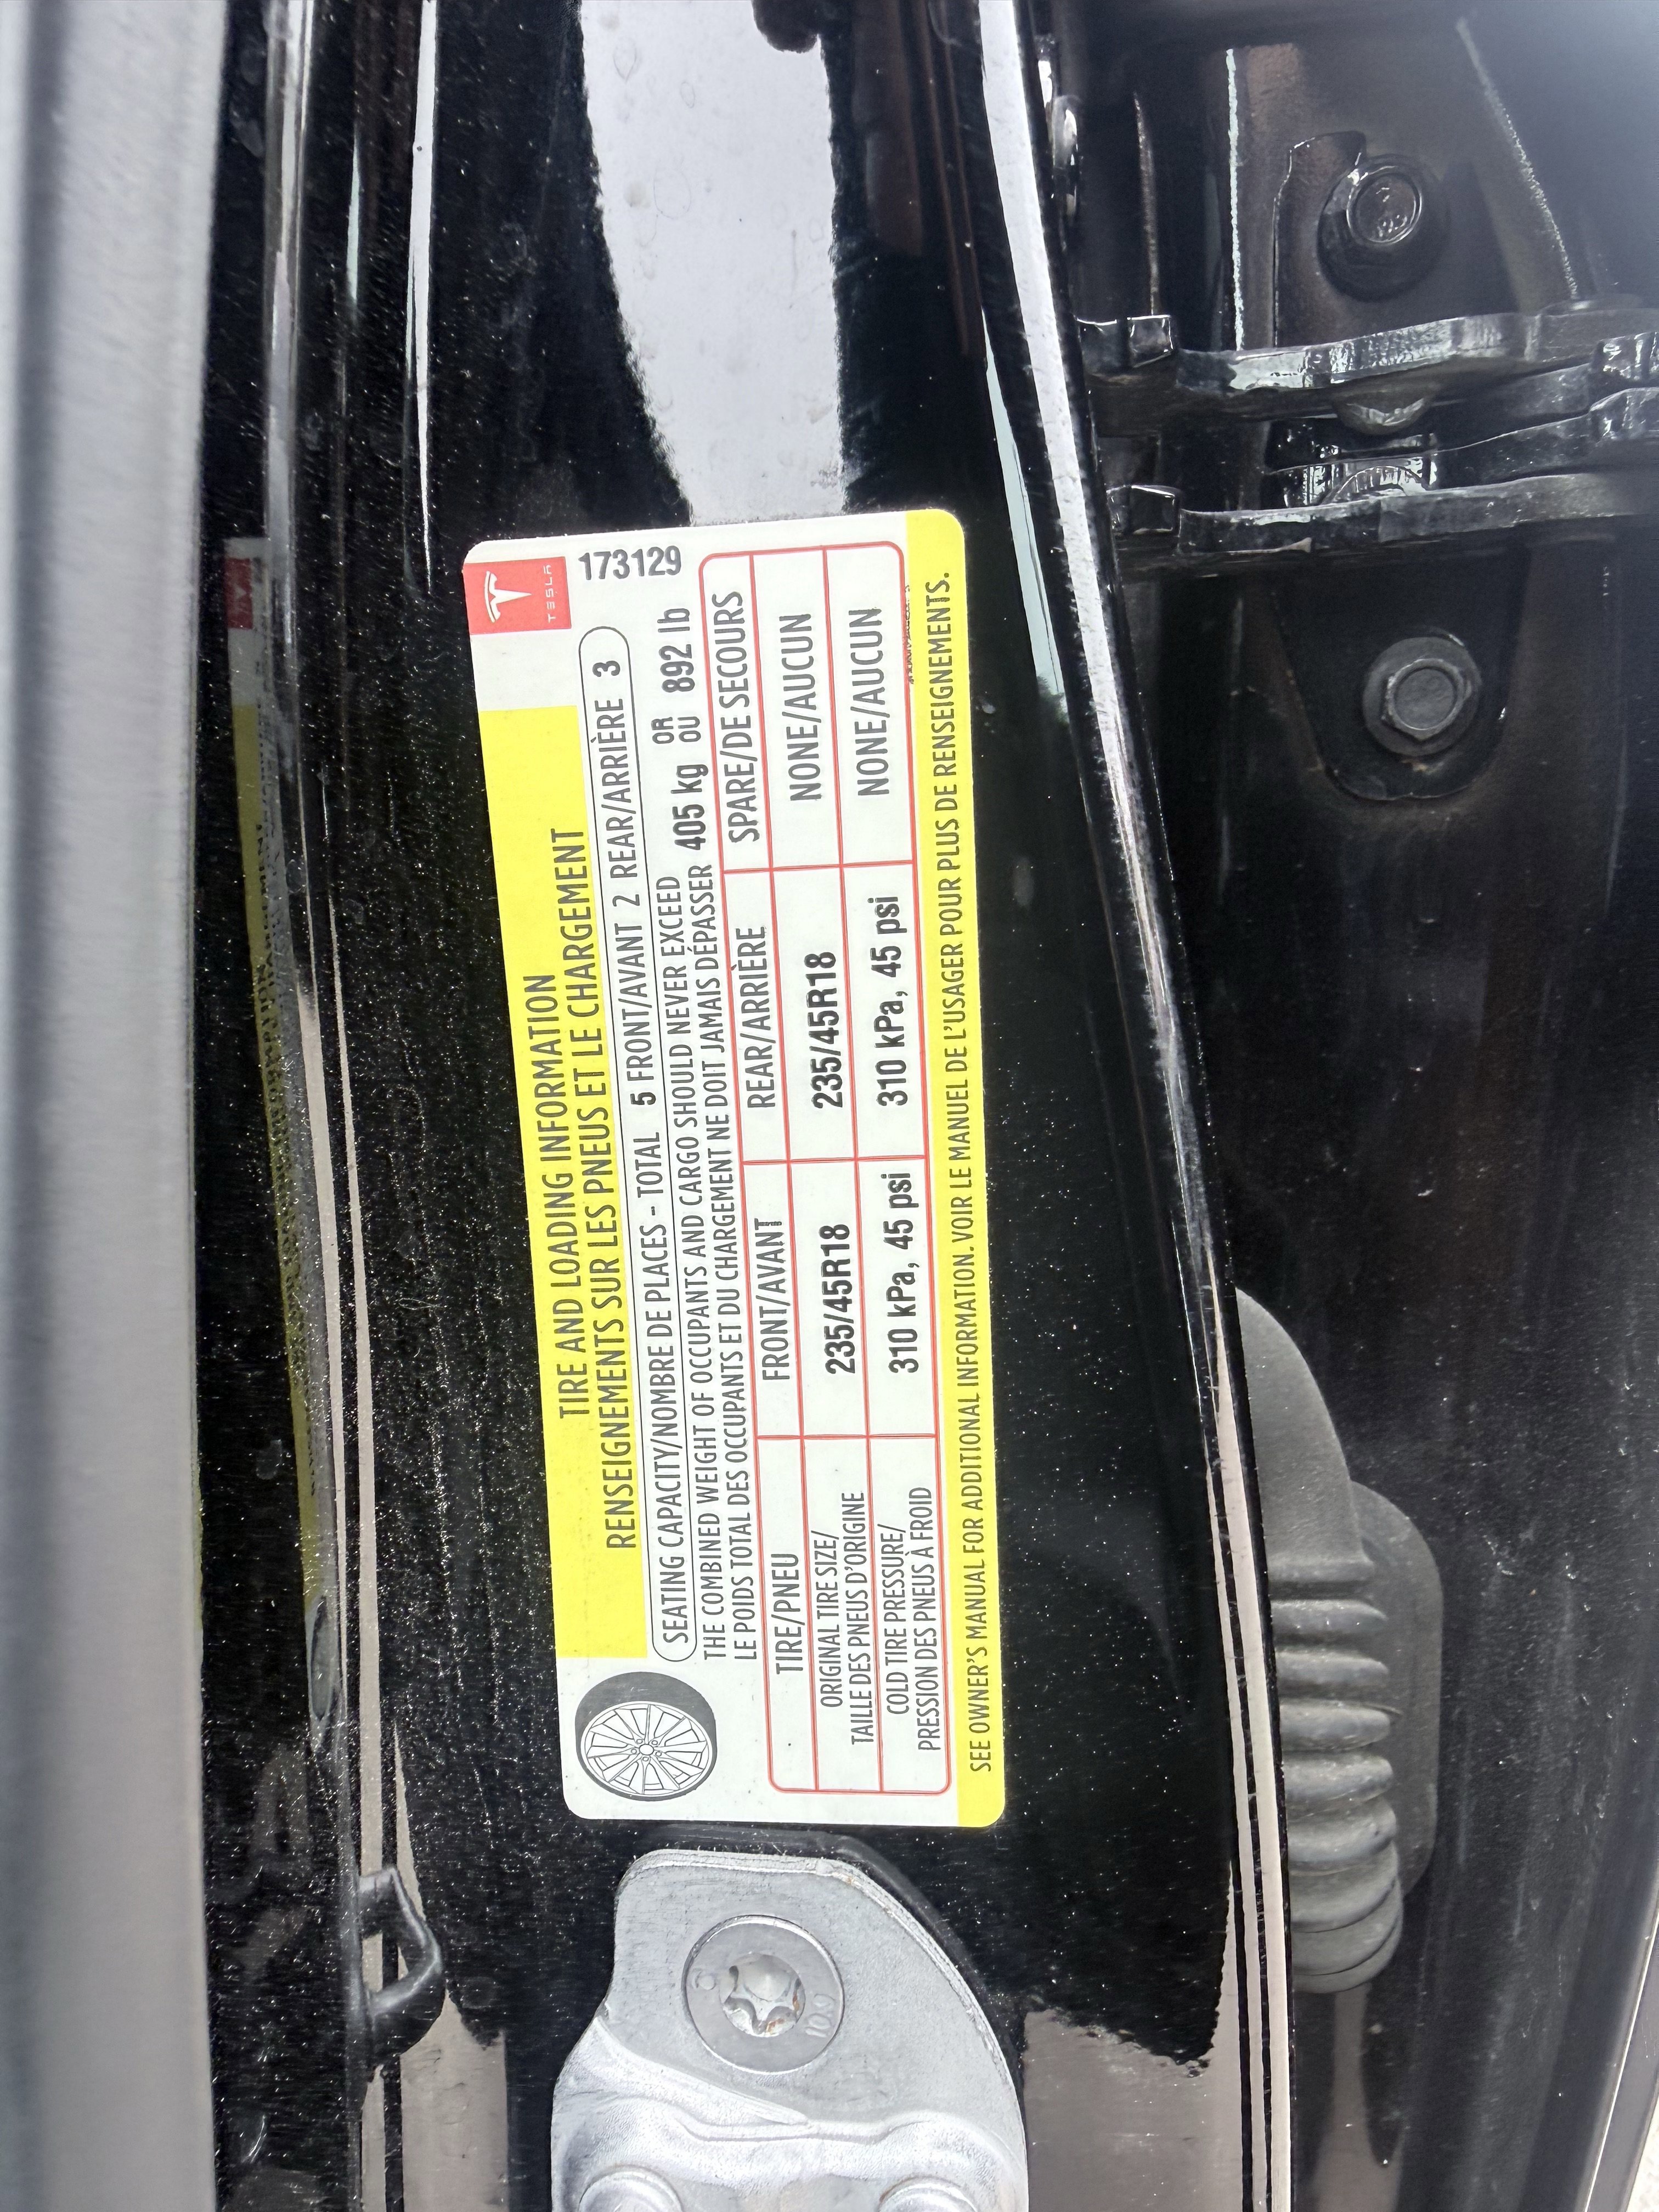 TIRE AND LOADING INFORMATION
RENSEIGNEMENTS SUR LES PNEUS ET LE CHARGEMENT
TESLA
173129
SEATING CAPACITY/NOMBRE DE PLACES - TOTAL 5 FRONT/AVANT 2 REAR/ARRIÈRE 3
THE COMBINED WEIGHT OF OCCUPANTS AND CARGO SHOULD NEVER EXCEED
LE POIDS TOTAL DES OCCUPANTS ET DU CHARGEMENT NE DOIT JAMAIS DÉPASSER
405 kg OR OU 892 lb
TIRE/PNEU FRONT/AVANT REAR/ARRIÈRE SPARE/DE SECOURS
ORIGINAL TIRE SIZE/
TAILLE DES PNEUS D'ORIGINE
235/45R18 235/45R18 NONE/AUCUN
COLD TIRE PRESSURE/
PRESSION DES PNEUS À FROID
310 kPa, 45 psi 310 kPa, 45 psi NONE/AUCUN
SEE OWNER'S MANUAL FOR ADDITIONAL INFORMATION. VOIR LE MANUEL DE L'USAGER POUR PLUS DE RENSEIGNEMENTS.
10.9